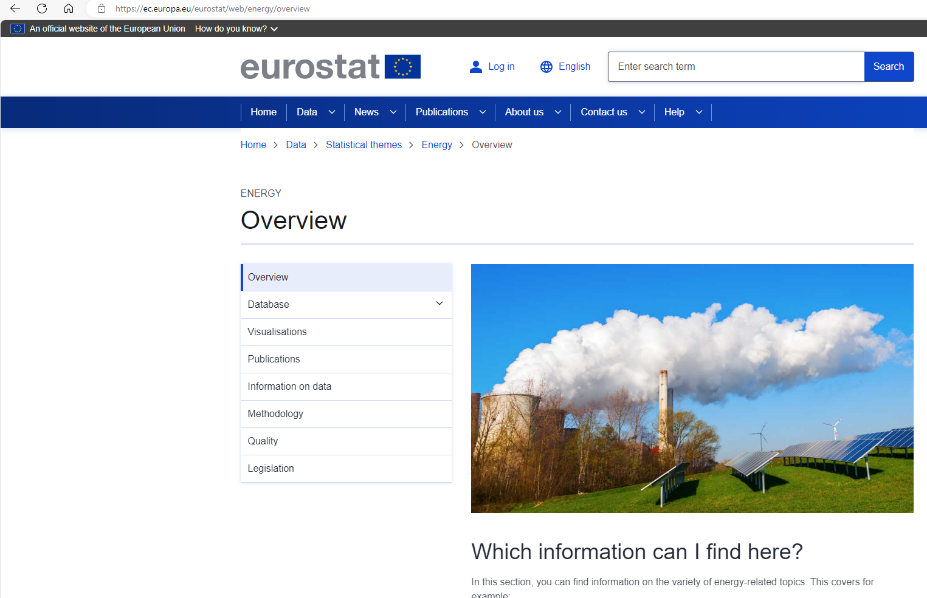 https://ec.europa.eu/eurostat/web/energy/overview
An official website of the European Union How do you know?
eurostat
Log in English Enter search term Search
Home Data News Publications About us Contact us Help
Home > Data > Statistical themes > Energy > Overview
ENERGY
Overview
Overview
Database
Visualisations
Publications
Information on data
Methodology
Quality
Legislation
Which information can I find here?
In this section, you can find information on the variety of energy-related topics. This covers for
example: